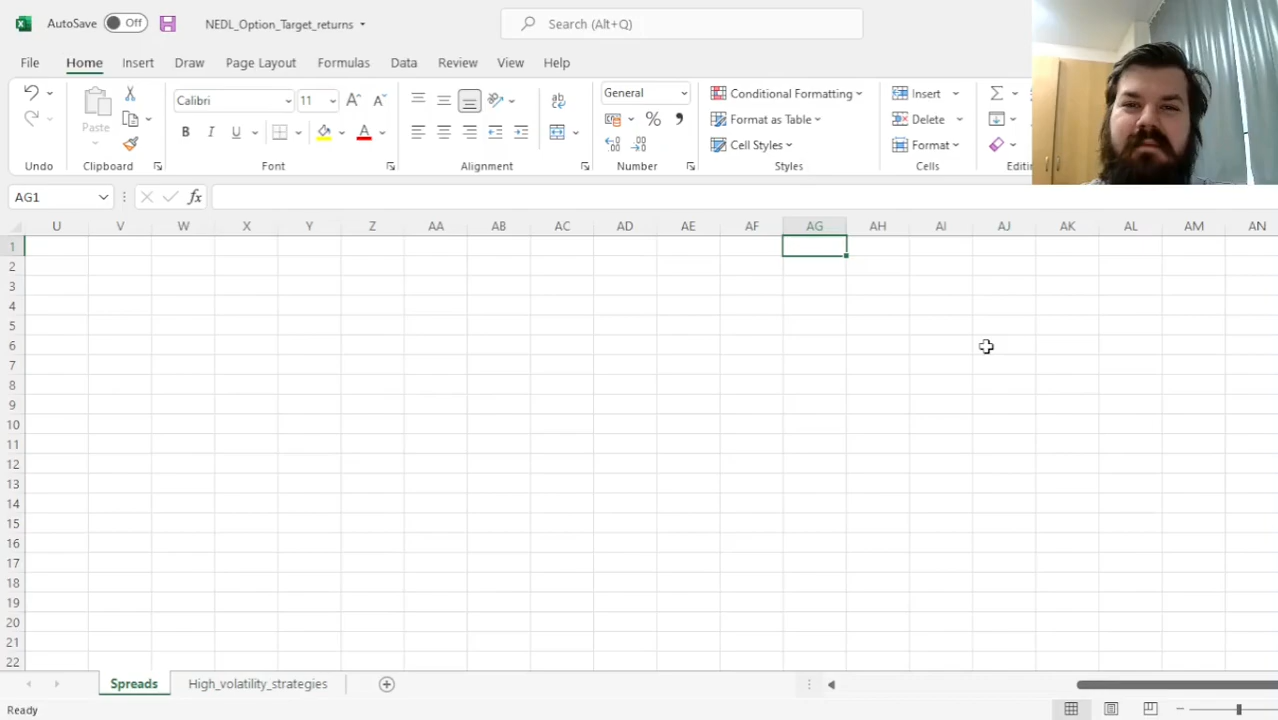 AutoSave Off NEDL_Option_Target_returns Search (Alt+Q)
File Home Insert Draw Page Layout Formulas Data Review View Help
Calibri 11 General Conditional Formatting Insert
Paste B I U A ab % Format as Table Delete
Cell Styles Format
Undo Clipboard Font Alignment Number Styles Cells Editin
AG1 fx
U V W X Y Z AA AB AC AD AE AF AG AH AI AJ AK AL AM AN
1
2
3
4
5
6
7
8
9
10
11
12
13
14
15
16
17
18
19
20
21
22
Spreads High_volatility_strategies
Ready